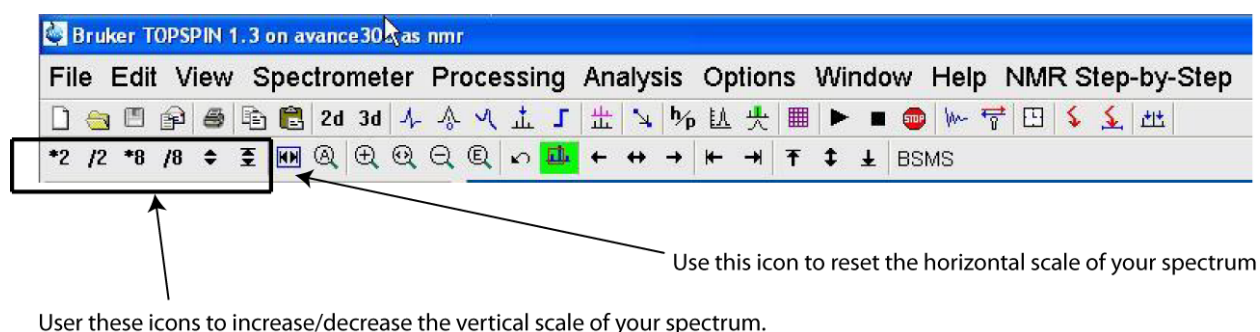 Bruker TOPSPIN 1.3 on avance300 as nmr
File Edit View Spectrometer Processing Analysis Options Window Help NMR Step-by-Step
2d 3d h/p STOP
*2 /2 *8 /8 A E BSMS
Use this icon to reset the horizontal scale of your spectrum
User these icons to increase/decrease the vertical scale of your spectrum.